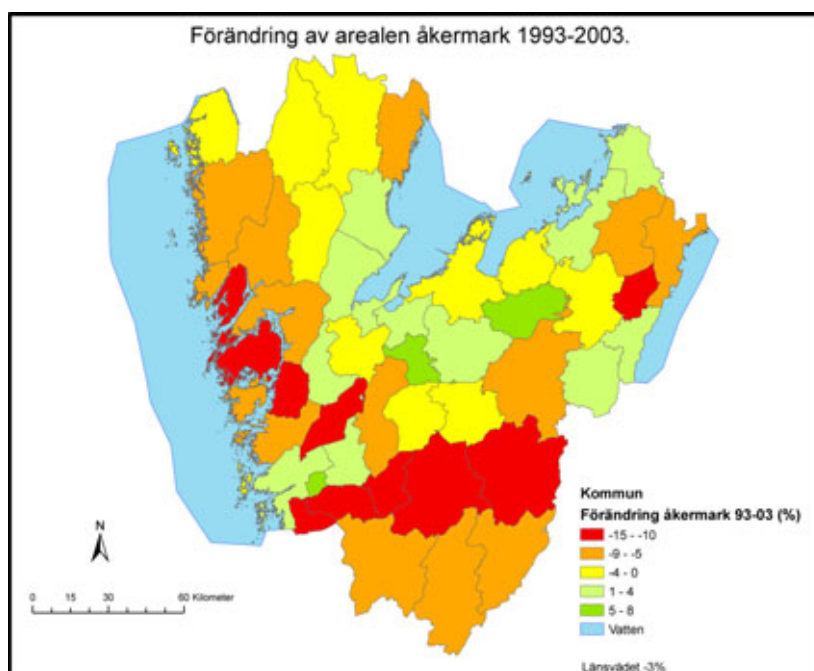 Förändring av arealen åkermark 1993-2003.
N
0 15 30 60 Kilometer
Kommun
Förändring åkermark 93-03 (%)
-15 - -10
-9 - -5
-4 - 0
1 - 4
5 - 8
Vatten
Länsvädet -3%